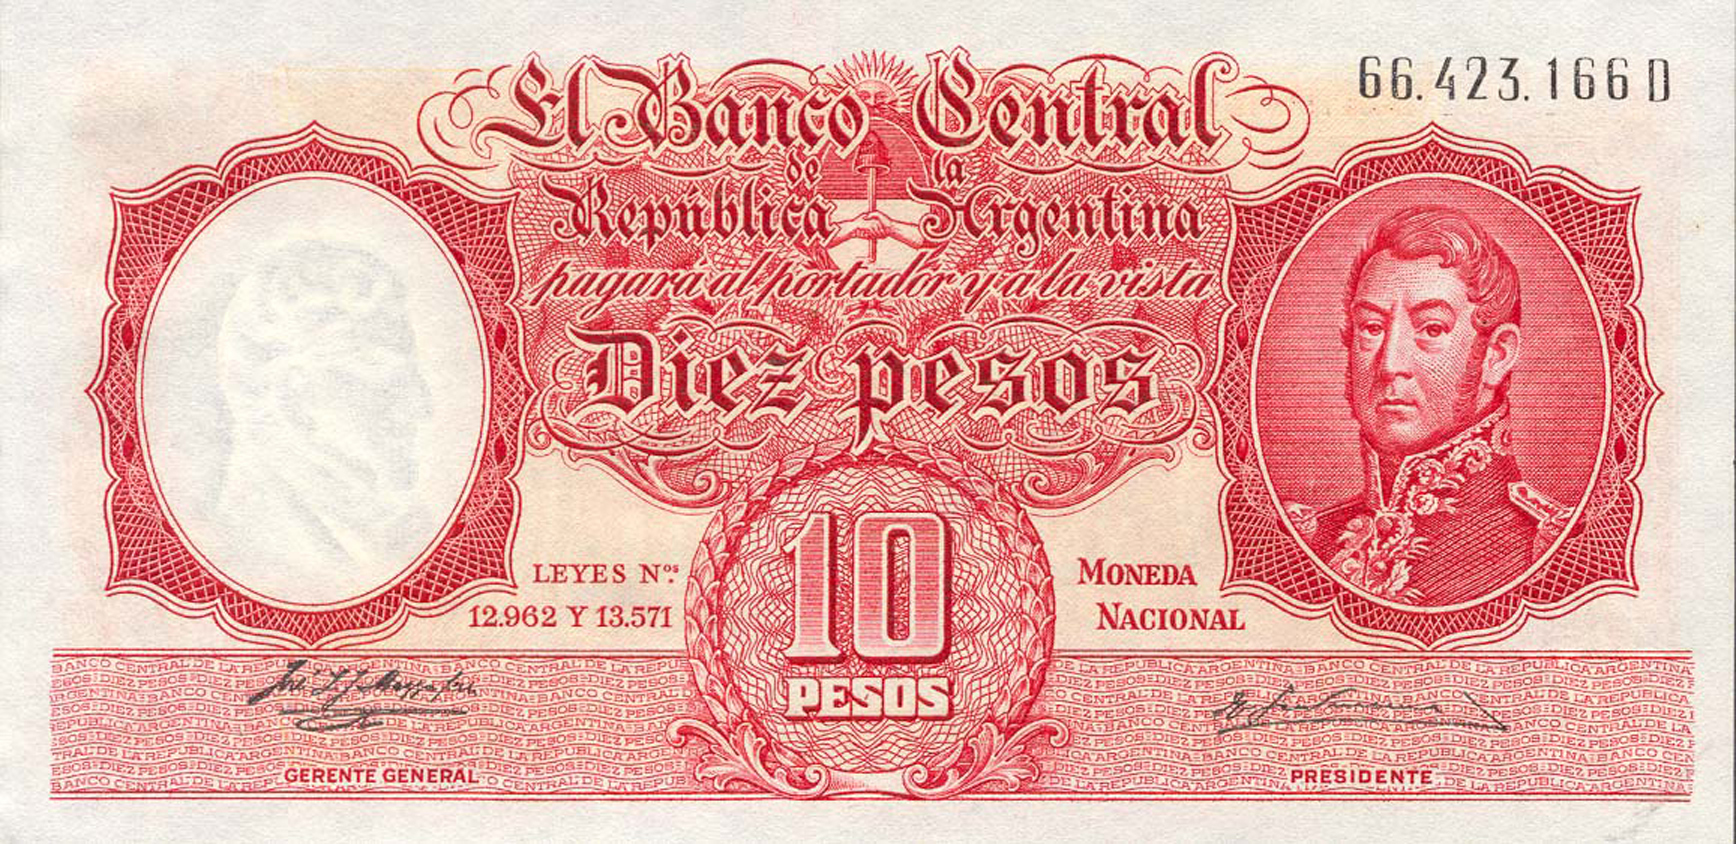 66.423.166 D
El Banco Central
de la
República Argentina
pagará al portador y a la vista
Diez pesos
LEYES Nos.
12.962 Y 13.571
10
PESOS
MONEDA
NACIONAL
GERENTE GENERAL
PRESIDENTE